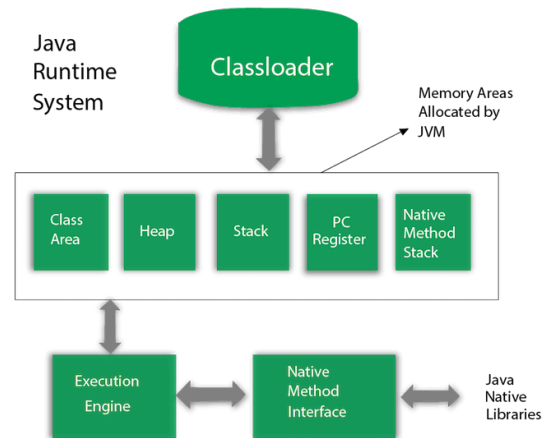 Java
Runtime
System
Classloader
Memory Areas
Allocated by
JVM
Class
Area
Heap
Stack
PC
Register
Native
Method
Stack
Execution
Engine
Native
Method
Interface
Java
Native
Libraries